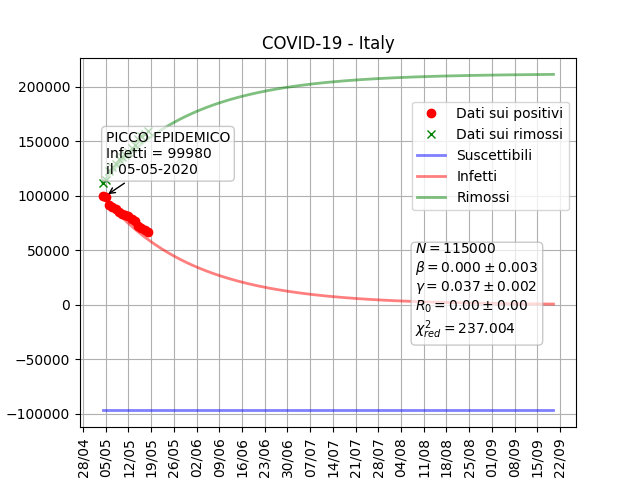 COVID-19 - Italy
200000
150000
100000
50000
0
−50000
−100000
PICCO EPIDEMICO
Infetti = 99980
il 05-05-2020
Dati sui positivi
Dati sui rimossi
Suscettibili
Infetti
Rimossi
N = 115000
β = 0.000 ± 0.003
γ = 0.037 ± 0.002
R₀ = 0.00 ± 0.00
χ²red = 237.004
28/04
05/05
12/05
19/05
26/05
02/06
09/06
16/06
23/06
30/06
07/07
14/07
21/07
28/07
04/08
11/08
18/08
25/08
01/09
08/09
15/09
22/09